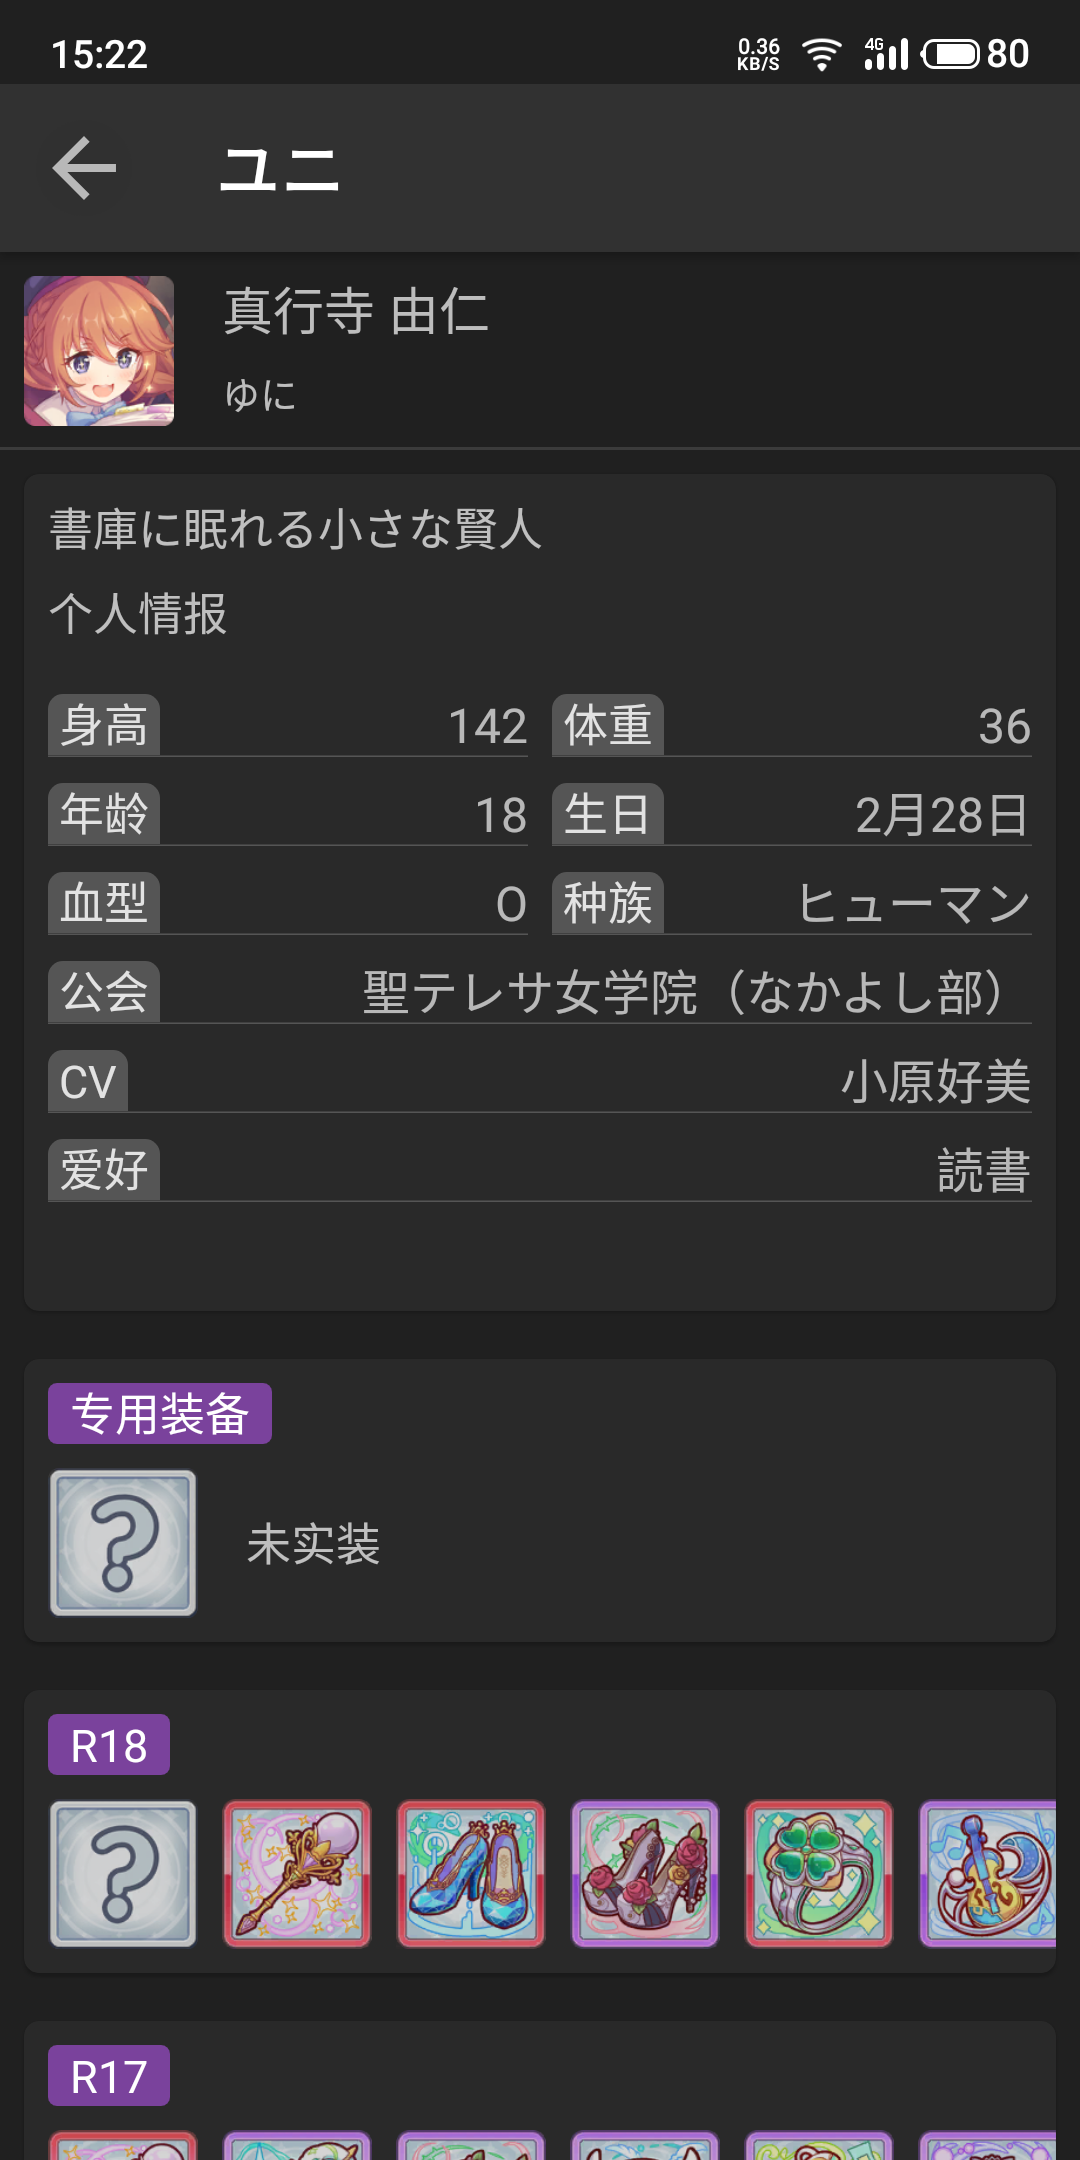 15:22
0.36
KB/S
4G
80
ユニ
真行寺 由仁
ゆに
書庫に眠れる小さな賢人
个人情报
身高 142 体重 36
年龄 18 生日 2月28日
血型 O 种族 ヒューマン
公会 聖テレサ女学院（なかよし部）
CV 小原好美
爱好 読書
专用装备
?
未实装
R18
?
R17